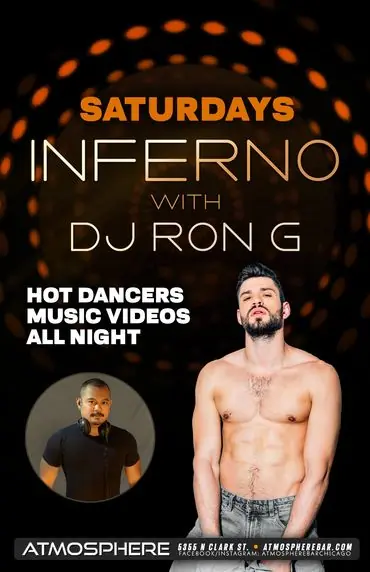 SATURDAYS
INFERNO
WITH
DJ RON G
HOT DANCERS
MUSIC VIDEOS
ALL NIGHT
ATMOSPHERE 5355 N CLARK ST. • ATMOSPHEREBAR.COM
FACEBOOK/INSTAGRAM: ATMOSPHEREBARCHICAGO